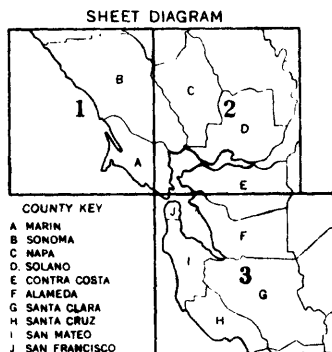 SHEET DIAGRAM
B
1
C
2
D
A
E
COUNTY KEY
A MARIN
B SONOMA
C NAPA
D. SOLANO
E CONTRA COSTA
F ALAMEDA
G SANTA CLARA
H SANTA CRUZ
I SAN MATEO
J SAN FRANCISCO
J
F
I
3
G
H